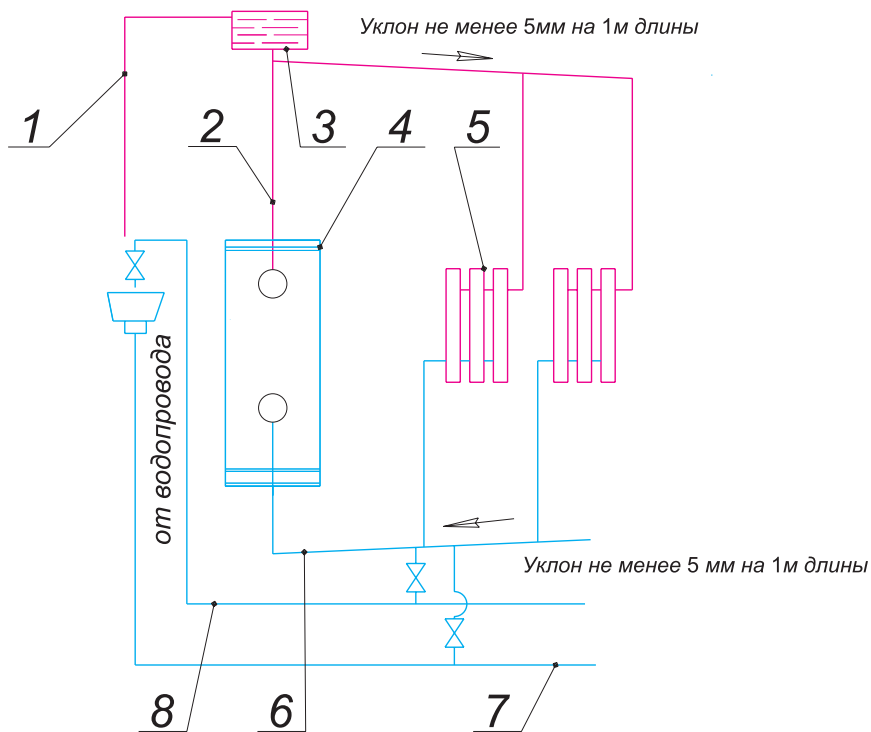 Уклон не менее 5мм на 1м длины
1
2
3
4
5
от водопровода
Уклон не менее 5 мм на 1м длины
8
6
7